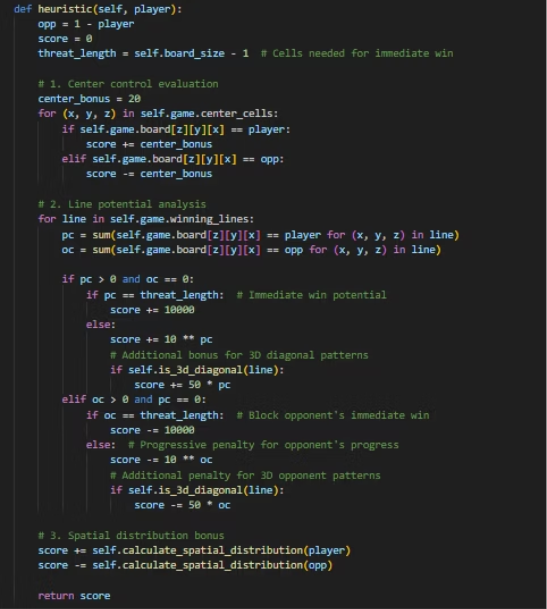 def heuristic(self, player):
    opp = 1 - player
    score = 0
    threat_length = self.board_size - 1  # Cells needed for immediate win

    # 1. Center control evaluation
    center_bonus = 20
    for (x, y, z) in self.game.center_cells:
        if self.game.board[z][y][x] == player:
            score += center_bonus
        elif self.game.board[z][y][x] == opp:
            score -= center_bonus

    # 2. Line potential analysis
    for line in self.game.winning_lines:
        pc = sum(self.game.board[z][y][x] == player for (x, y, z) in line)
        oc = sum(self.game.board[z][y][x] == opp for (x, y, z) in line)

        if pc > 0 and oc == 0:
            if pc == threat_length:  # Immediate win potential
                score += 10000
            else:
                score += 10 ** pc
                # Additional bonus for 3D diagonal patterns
                if self.is_3d_diagonal(line):
                    score += 50 * pc
        elif oc > 0 and pc == 0:
            if oc == threat_length:  # Block opponent's immediate win
                score -= 10000
            else:  # Progressive penalty for opponent's progress
                score -= 10 ** oc
                # Additional penalty for 3D opponent patterns
                if self.is_3d_diagonal(line):
                    score -= 50 * oc

    # 3. Spatial distribution bonus
    score += self.calculate_spatial_distribution(player)
    score -= self.calculate_spatial_distribution(opp)

    return score